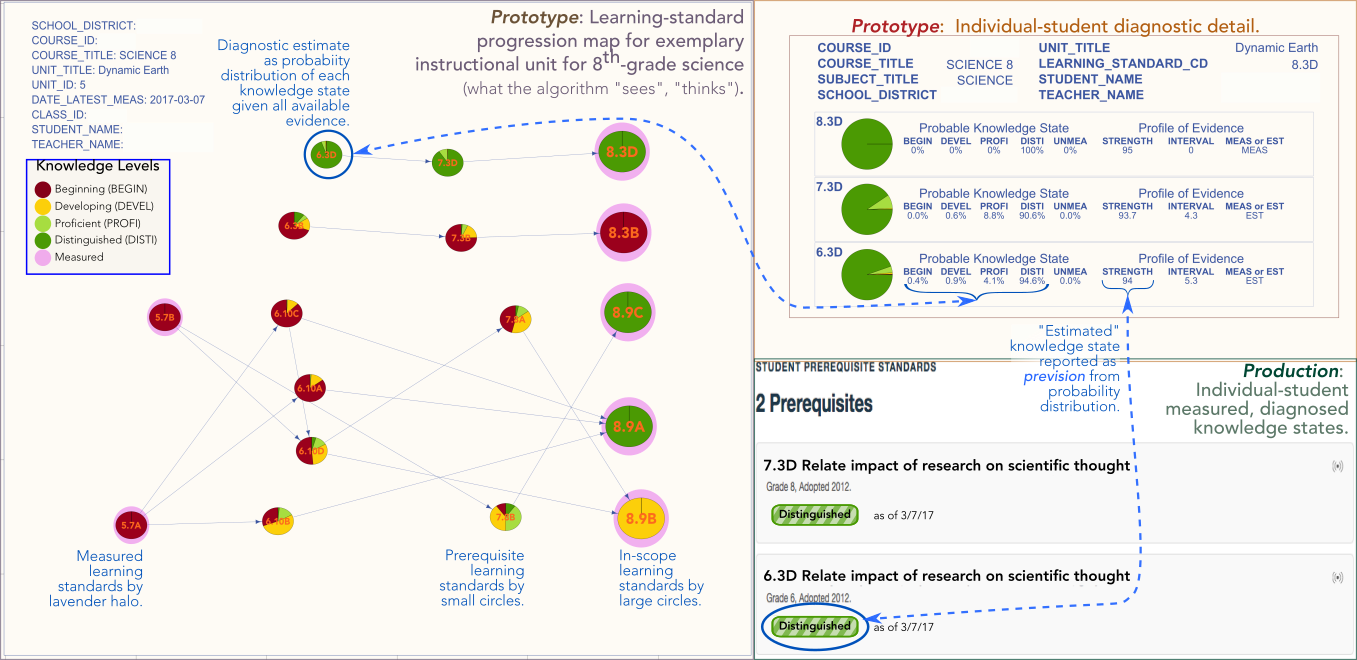 SCHOOL_DISTRICT:
COURSE_ID:
COURSE_TITLE: SCIENCE 8
UNIT_TITLE: Dynamic Earth
UNIT_ID: 5
DATE_LATEST_MEAS: 2017-03-07
CLASS_ID:
STUDENT_NAME:
TEACHER_NAME:
Knowledge Levels
Beginning (BEGIN)
Developing (DEVEL)
Proficient (PROFI)
Distinguished (DISTI)
Measured
Diagnostic estimate
as probabiity
distribution of each
knowledge state
given all available
evidence.
Prototype: Learning-standard
progression map for exemplary
instructional unit for 8th-grade science
(what the algorithm "sees", "thinks").
6.3D
7.3D
8.3D
6.3B
7.3B
8.3B
5.7B
6.10C
7.8A
8.9C
6.10A
8.9A
6.10D
5.7A
6.10B
7.8B
8.9B
Measured
learning
standards by
lavender halo.
Prerequisite
learning
standards by
small circles.
In-scope
learning
standards by
large circles.
Prototype: Individual-student diagnostic detail.
COURSE_ID UNIT_TITLE Dynamic Earth
COURSE_TITLE SCIENCE 8 LEARNING_STANDARD_CD 8.3D
SUBJECT_TITLE SCIENCE STUDENT_NAME
SCHOOL_DISTRICT TEACHER_NAME
8.3D
Probable Knowledge State Profile of Evidence
BEGIN DEVEL PROFI DISTI UNMEA STRENGTH INTERVAL MEAS or EST
0% 0% 0% 100% 0% 95 0 MEAS
7.3D
Probable Knowledge State Profile of Evidence
BEGIN DEVEL PROFI DISTI UNMEA STRENGTH INTERVAL MEAS or EST
0.0% 0.6% 8.8% 90.6% 0.0% 93.7 4.3 EST
6.3D
Probable Knowledge State Profile of Evidence
BEGIN DEVEL PROFI DISTI UNMEA STRENGTH INTERVAL MEAS or EST
0.4% 0.9% 4.1% 94.6% 0.0% 94 5.3 EST
"Estimated"
knowledge state
reported as
prevision from
probability
distribution.
STUDENT PREREQUISITE STANDARDS
2 Prerequisites
Production:
Individual-student
measured, diagnosed
knowledge states.
7.3D Relate impact of research on scientific thought
Grade 8, Adopted 2012.
Distinguished as of 3/7/17
6.3D Relate impact of research on scientific thought
Grade 6, Adopted 2012.
Distinguished as of 3/7/17